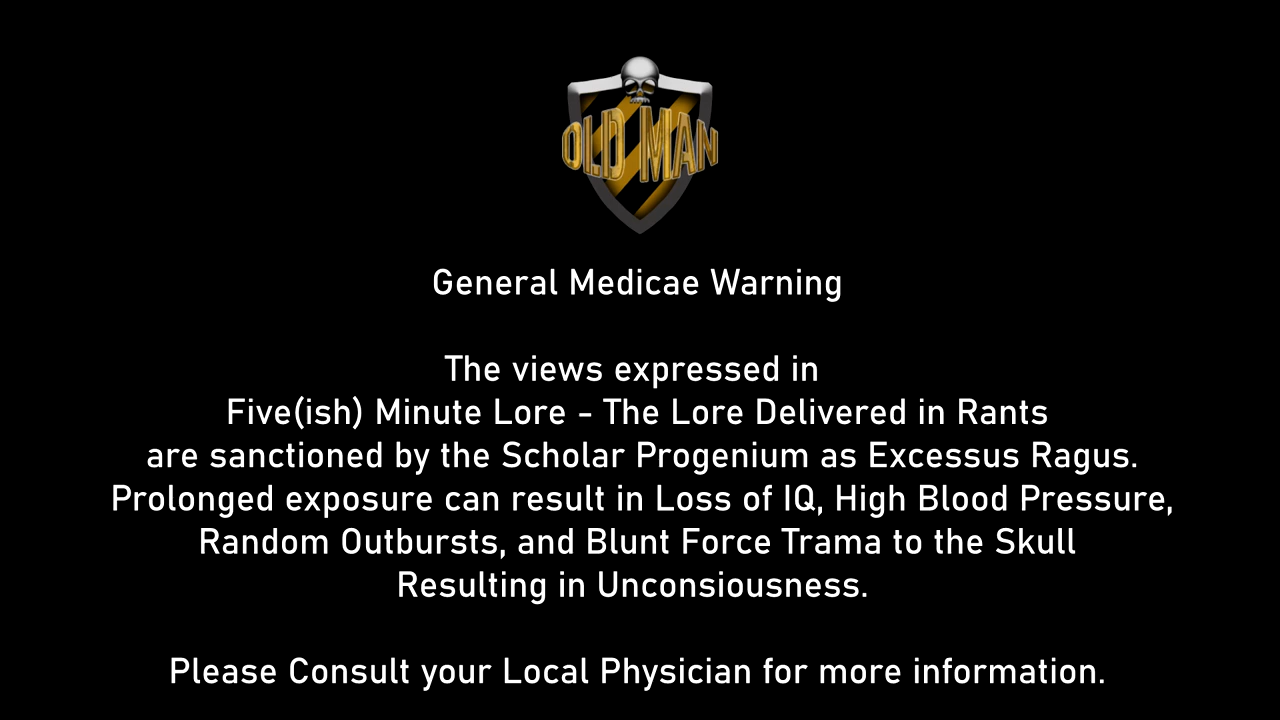 OLD MAN
General Medicae Warning
The views expressed in
Five(ish) Minute Lore - The Lore Delivered in Rants
are sanctioned by the Scholar Progenium as Excessus Ragus.
Prolonged exposure can result in Loss of IQ, High Blood Pressure,
Random Outbursts, and Blunt Force Trama to the Skull
Resulting in Unconsiousness.
Please Consult your Local Physician for more information.